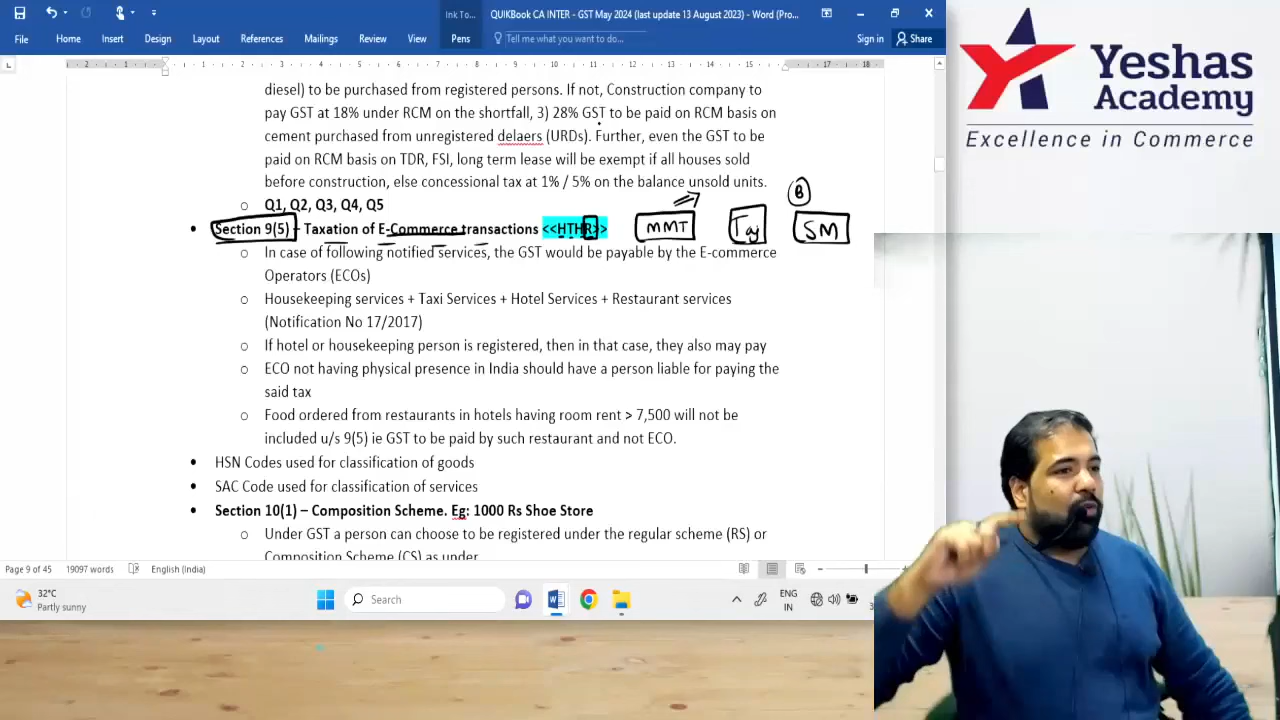 Ink To...
QUIKBook CA INTER - GST May 2024 (last update 13 August 2023) - Word (Pro...
File Home Insert Design Layout References Mailings Review View Pens Tell me what you want to do... Sign in Share
diesel) to be purchased from registered persons. If not, Construction company to
pay GST at 18% under RCM on the shortfall, 3) 28% GST to be paid on RCM basis on
cement purchased from unregistered delaers (URDs). Further, even the GST to be
paid on RCM basis on TDR, FSI, long term lease will be exempt if all houses sold
before construction, else concessional tax at 1% / 5% on the balance unsold units.
o Q1, Q2, Q3, Q4, Q5
B
• Section 9(5) – Taxation of E-Commerce transactions <<HTHR>> MMT Taj SM
o In case of following notified services, the GST would be payable by the E-commerce
Operators (ECOs)
o Housekeeping services + Taxi Services + Hotel Services + Restaurant services
(Notification No 17/2017)
o If hotel or housekeeping person is registered, then in that case, they also may pay
o ECO not having physical presence in India should have a person liable for paying the
said tax
o Food ordered from restaurants in hotels having room rent > 7,500 will not be
included u/s 9(5) ie GST to be paid by such restaurant and not ECO.
• HSN Codes used for classification of goods
• SAC Code used for classification of services
• Section 10(1) – Composition Scheme. Eg: 1000 Rs Shoe Store
o Under GST a person can choose to be registered under the regular scheme (RS) or
Composition Scheme (CS) as under
Page 9 of 45 19097 words English (India)
32°C
Partly sunny
Search
ENG
IN
Yeshas
Academy
Excellence in Commerce